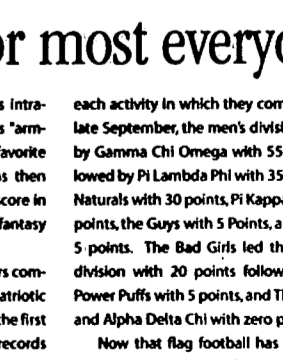 or most everyo
s intra-
s "arm-
favorite
s then
score in
fantasy
rs com-
atriotic
the first
records
each activity in which they com
late September, the men's divisi
by Gamma Chi Omega with 55
lowed by Pi Lambda Phi with 35
Naturals with 30 points, Pi Kappa
points, the Guys with 5 Points, a
5 points. The Bad Girls led th
division with 20 points follow
Power Puffs with 5 points, and Th
and Alpha Delta Chi with zero p
Now that flag football has